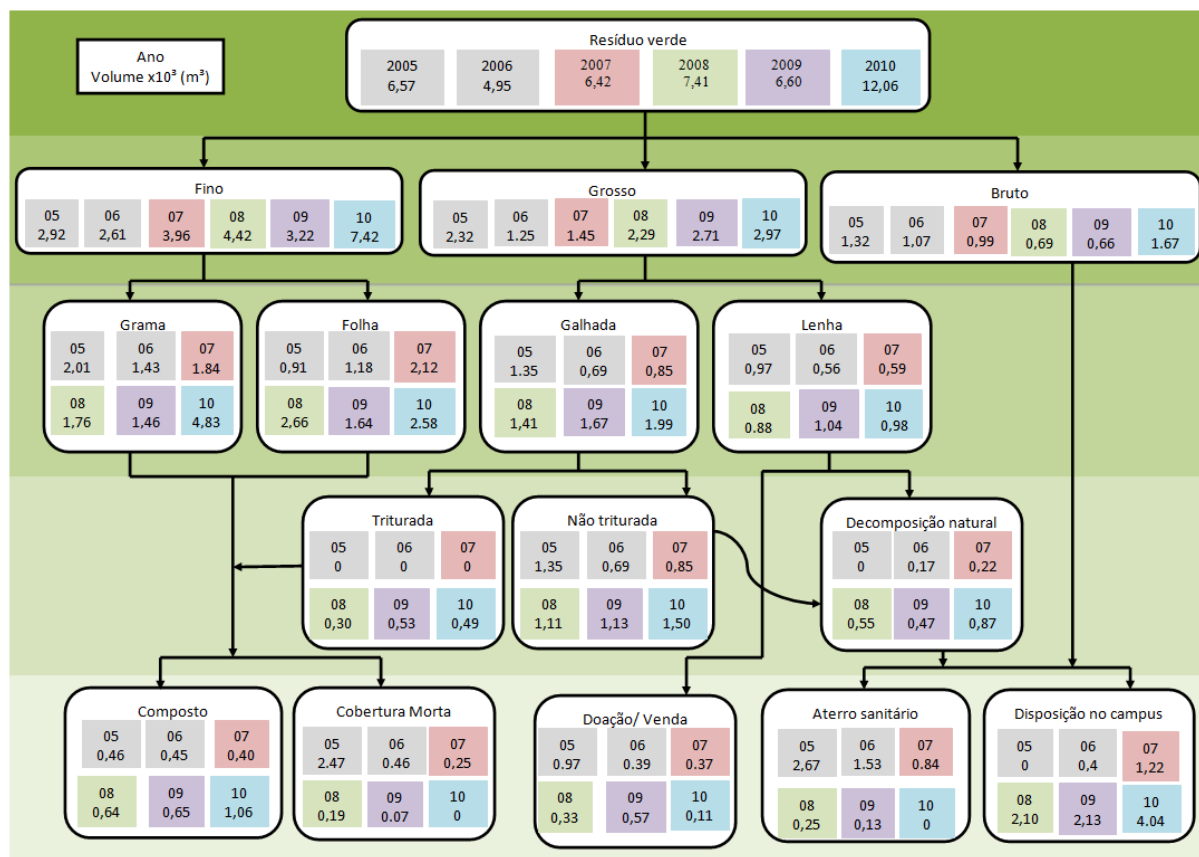 Ano
Volume x10³ (m³)
Resíduo verde
2005 2006 2007 2008 2009 2010
6,57 4,95 6,42 7,41 6,60 12,06
Fino
05 06 07 08 09 10
2,92 2,61 3,96 4,42 3,22 7,42
Grosso
05 06 07 08 09 10
2,32 1.25 1.45 2,29 2.71 2,97
Bruto
05 06 07 08 09 10
1,32 1,07 0,99 0,69 0,66 1.67
Grama
05 06 07
2,01 1,43 1.84
08 09 10
1,76 1,46 4,83
Folha
05 06 07
0,91 1,18 2,12
08 09 10
2,66 1.64 2.58
Galhada
05 06 07
1.35 0,69 0,85
08 09 10
1,41 1,67 1.99
Lenha
05 06 07
0,97 0,56 0,59
08 09 10
0.88 1,04 0,98
Triturada
05 06 07
0 0 0
08 09 10
0,30 0,53 0,49
Não triturada
05 06 07
1,35 0,69 0,85
08 09 10
1,11 1,13 1,50
Decomposição natural
05 06 07
0 0,17 0,22
08 09 10
0,55 0,47 0,87
Composto
05 06 07
0,46 0,45 0,40
08 09 10
0,64 0,65 1,06
Cobertura Morta
05 06 07
2.47 0.46 0,25
08 09 10
0,19 0.07 0
Doação/ Venda
05 06 07
0.97 0.39 0.37
08 09 10
0,33 0,57 0,11
Aterro sanitário
05 06 07
2,67 1.53 0.84
08 09 10
0,25 0,13 0
Disposição no campus
05 06 07
0 0,4 1,22
08 09 10
2,10 2,13 4.04